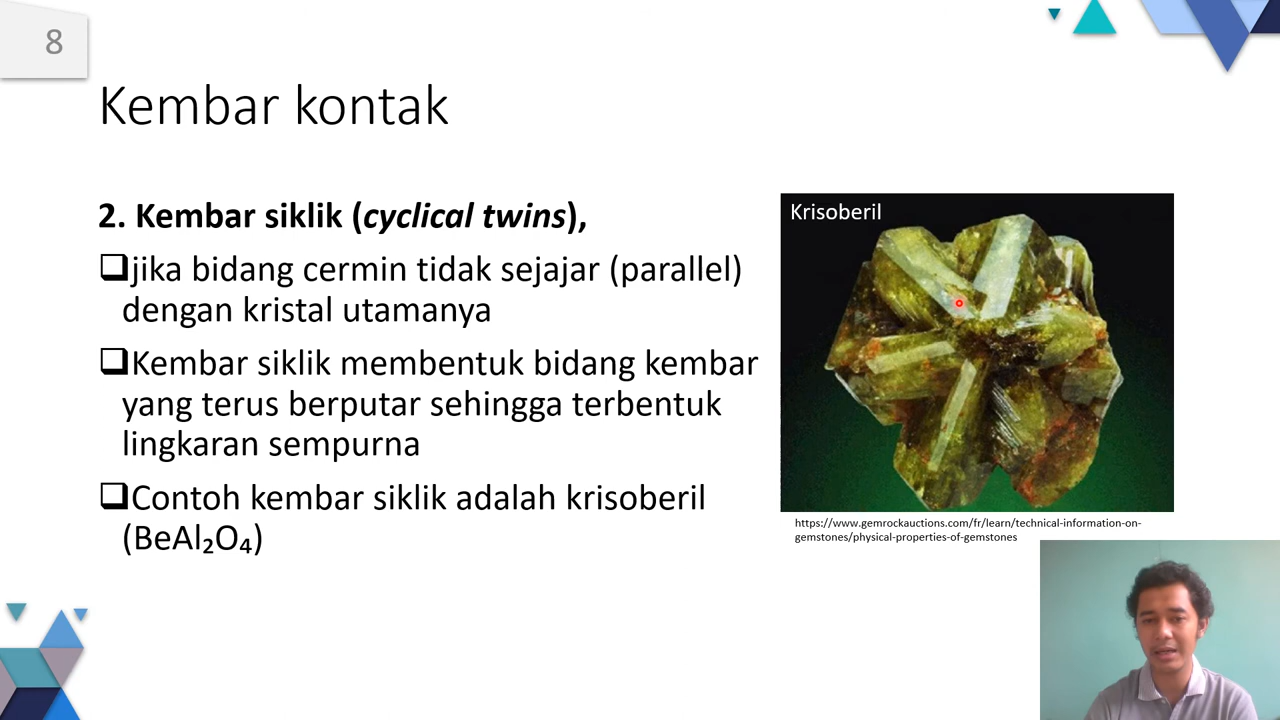 8
Kembar kontak
2. Kembar siklik (cyclical twins),
❑jika bidang cermin tidak sejajar (parallel)
dengan kristal utamanya
❑Kembar siklik membentuk bidang kembar
yang terus berputar sehingga terbentuk
lingkaran sempurna
❑Contoh kembar siklik adalah krisoberil
(BeAl₂O₄)
Krisoberil
https://www.gemrockauctions.com/fr/learn/technical-information-on-
gemstones/physical-properties-of-gemstones